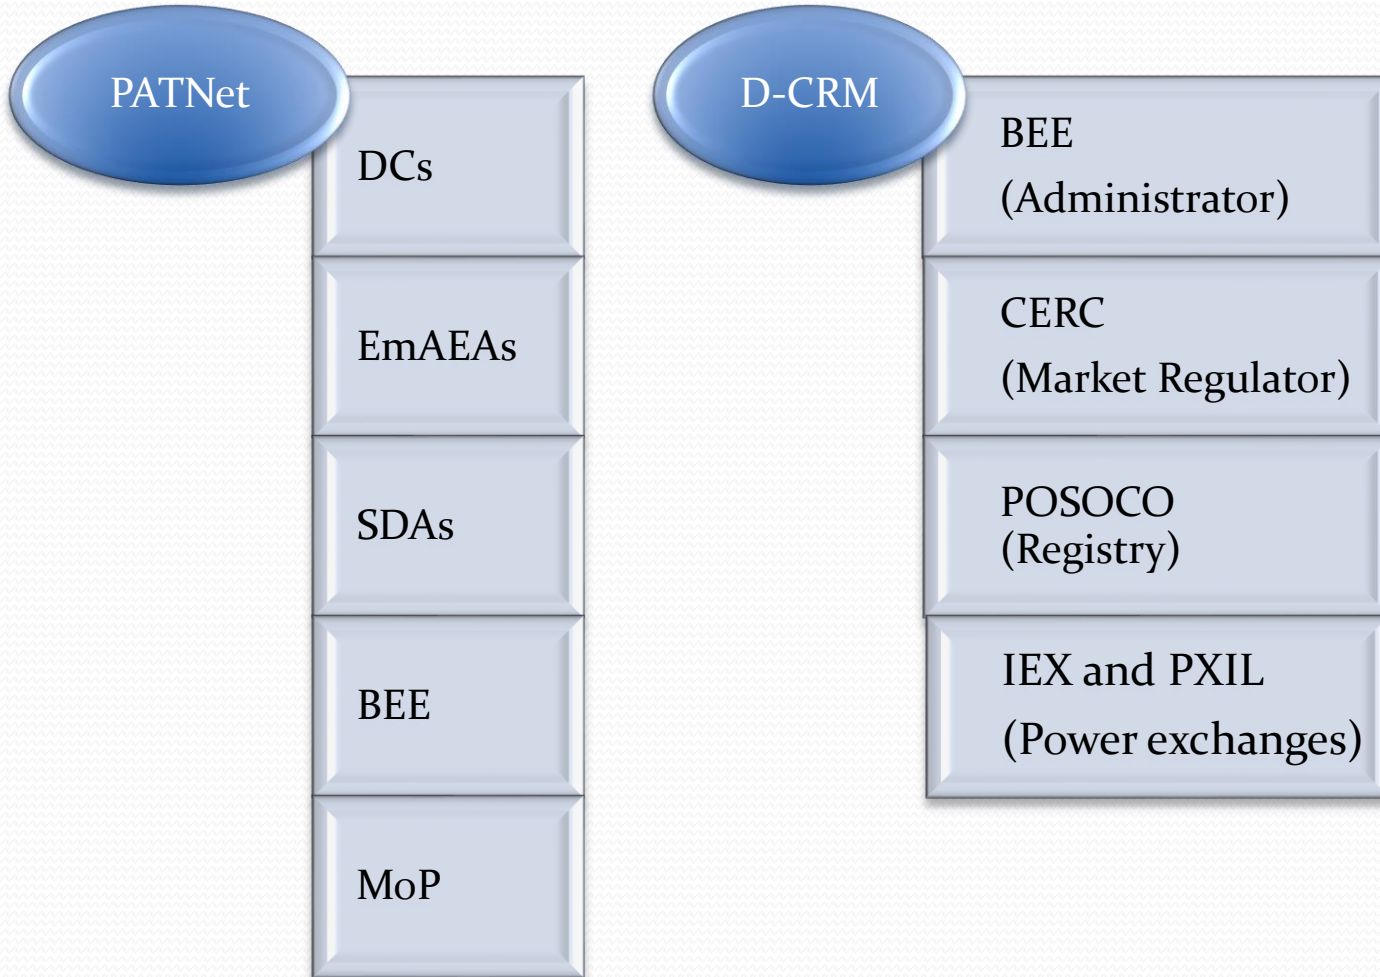 PATNet
DCs
EmAEAs
SDAs
BEE
MoP
D-CRM
BEE
(Administrator)
CERC
(Market Regulator)
POSOCO
(Registry)
IEX and PXIL
(Power exchanges)